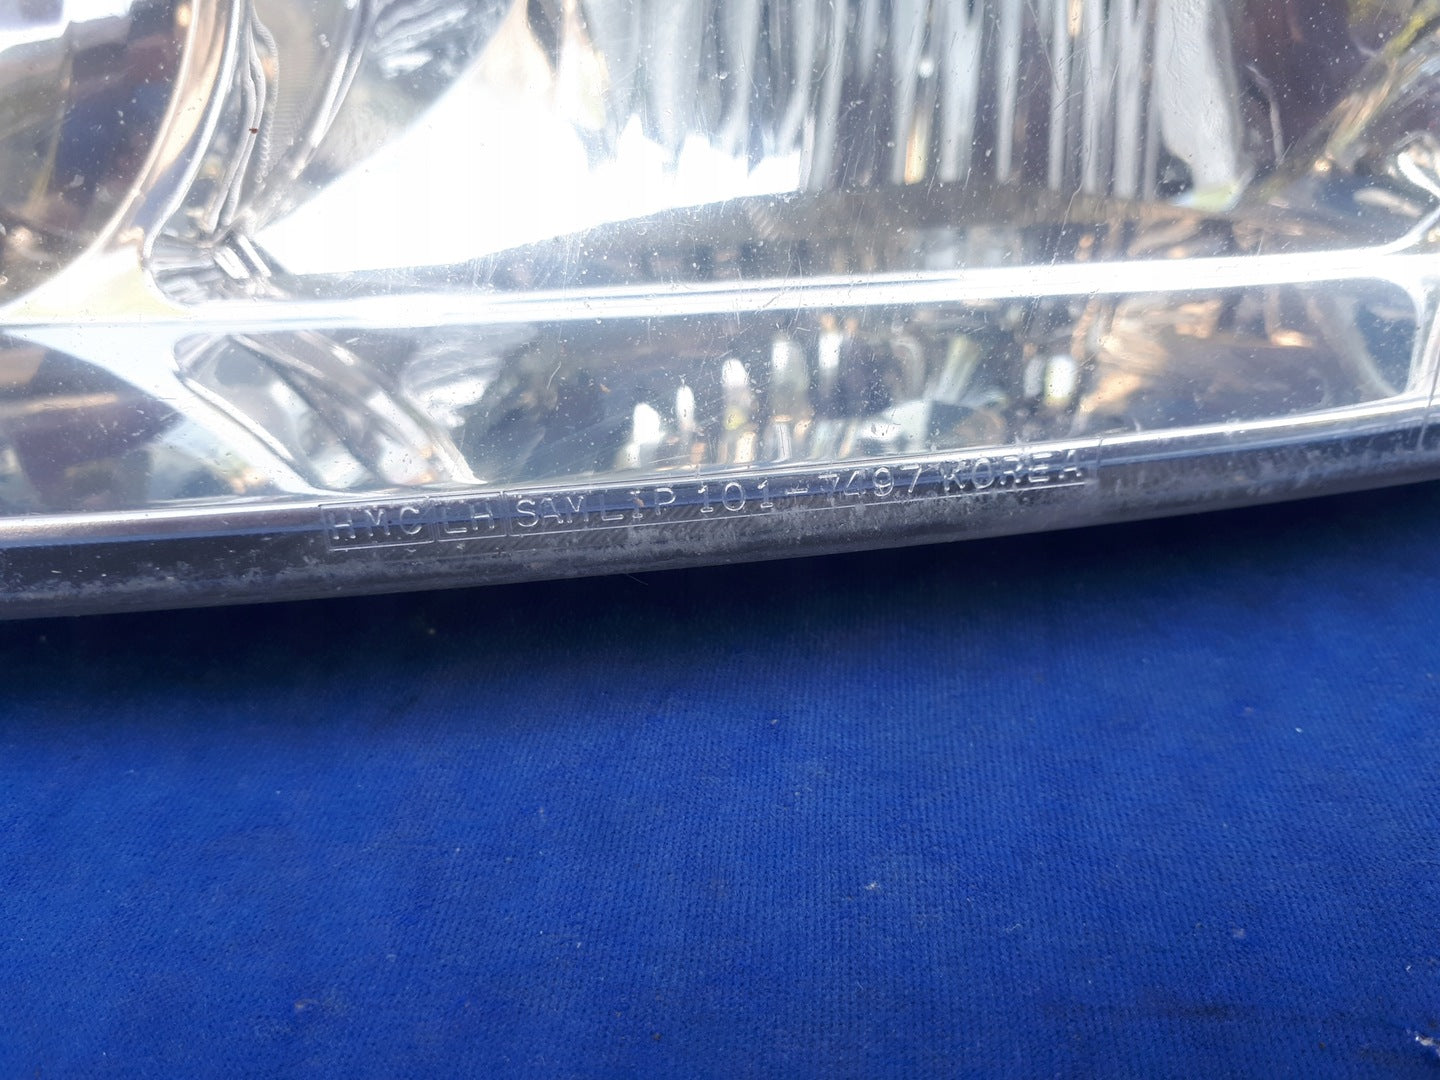 HMC LH SAMLIP 101-7497 KOREA